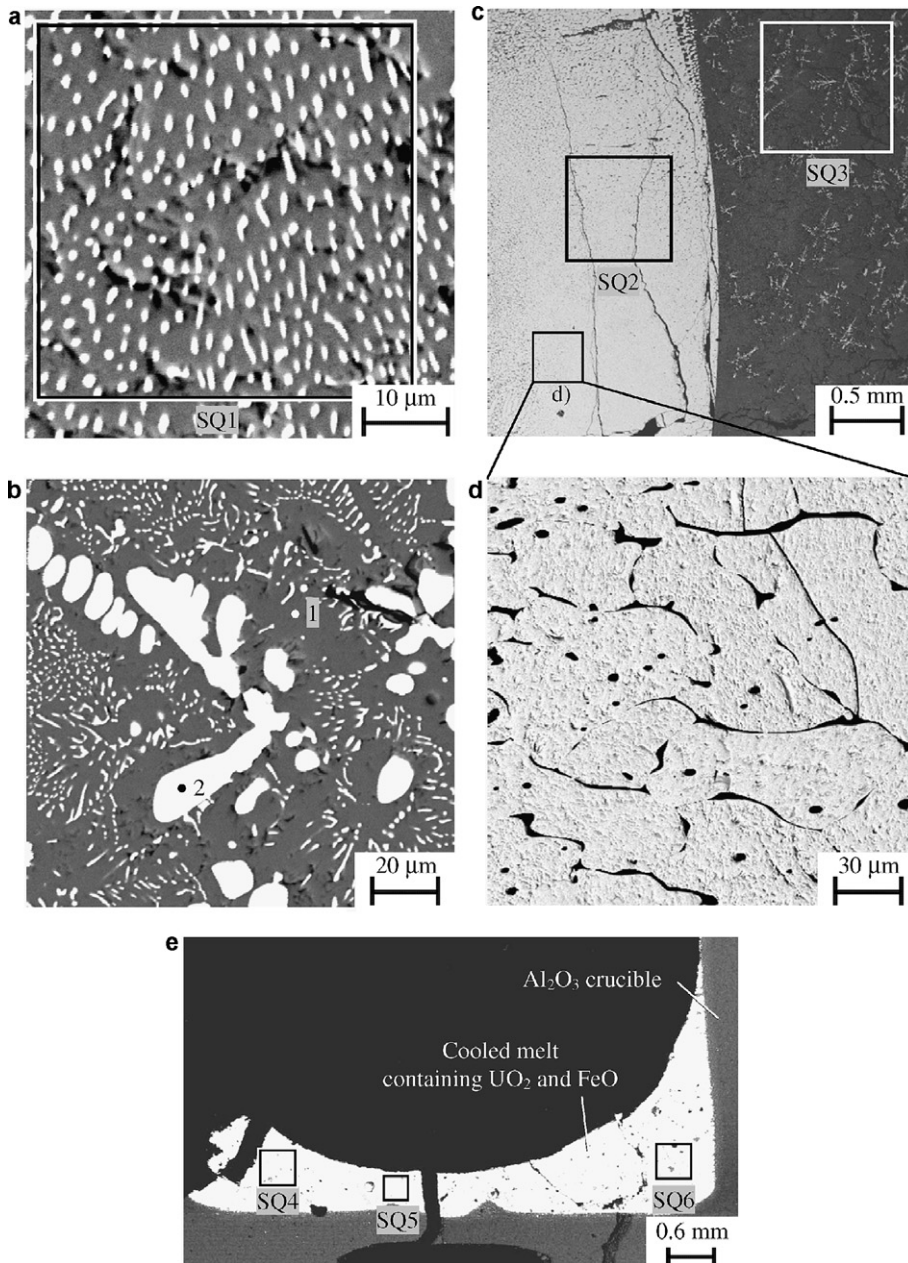 a
SQ1
10 µm
c
SQ3
SQ2
d)
0.5 mm
b
1
2
20 µm
d
30 µm
e
Al₂O₃ crucible
Cooled melt
containing UO₂ and FeO
SQ4
SQ5
SQ6
0.6 mm